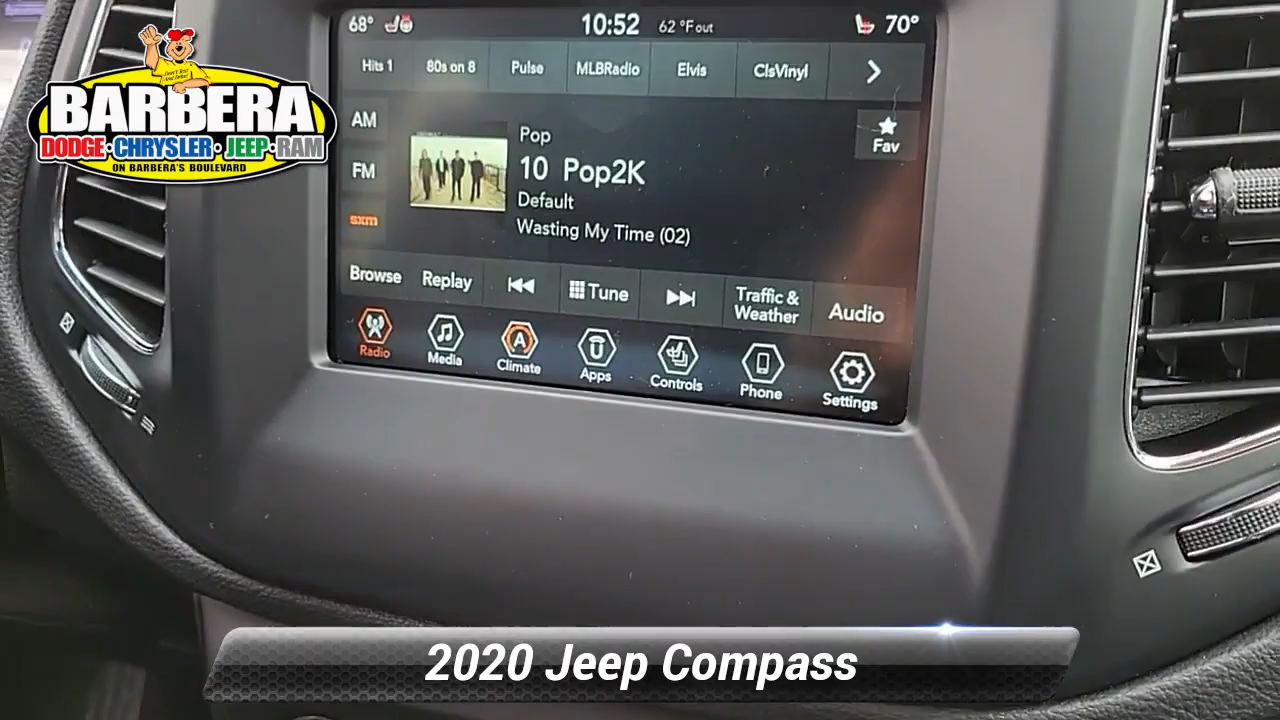 68° 10:52 62 °F out 70°
Hits 1 80s on 8 Pulse MLBRadio Elvis ClsVinyl
BARBERA
DODGE·CHRYSLER·JEEP·RAM
ON BARBERA'S BOULEVARD
AM
FM
sxm
Pop
10 Pop2K
Default
Wasting My Time (02)
Fav
Browse Replay Tune Traffic & Weather Audio
Radio Media Climate Apps Controls Phone Settings
2020 Jeep Compass